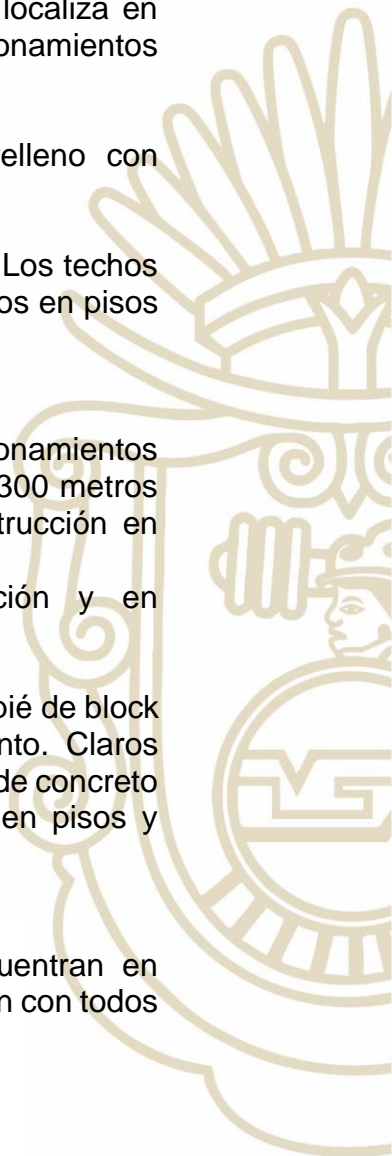 localiza en
onamientos
elleno con
Los techos
os en pisos
onamientos
300 metros
trucción en
ción y en
pié de block
nto. Claros
de concreto
en pisos y
uentran en
n con todos